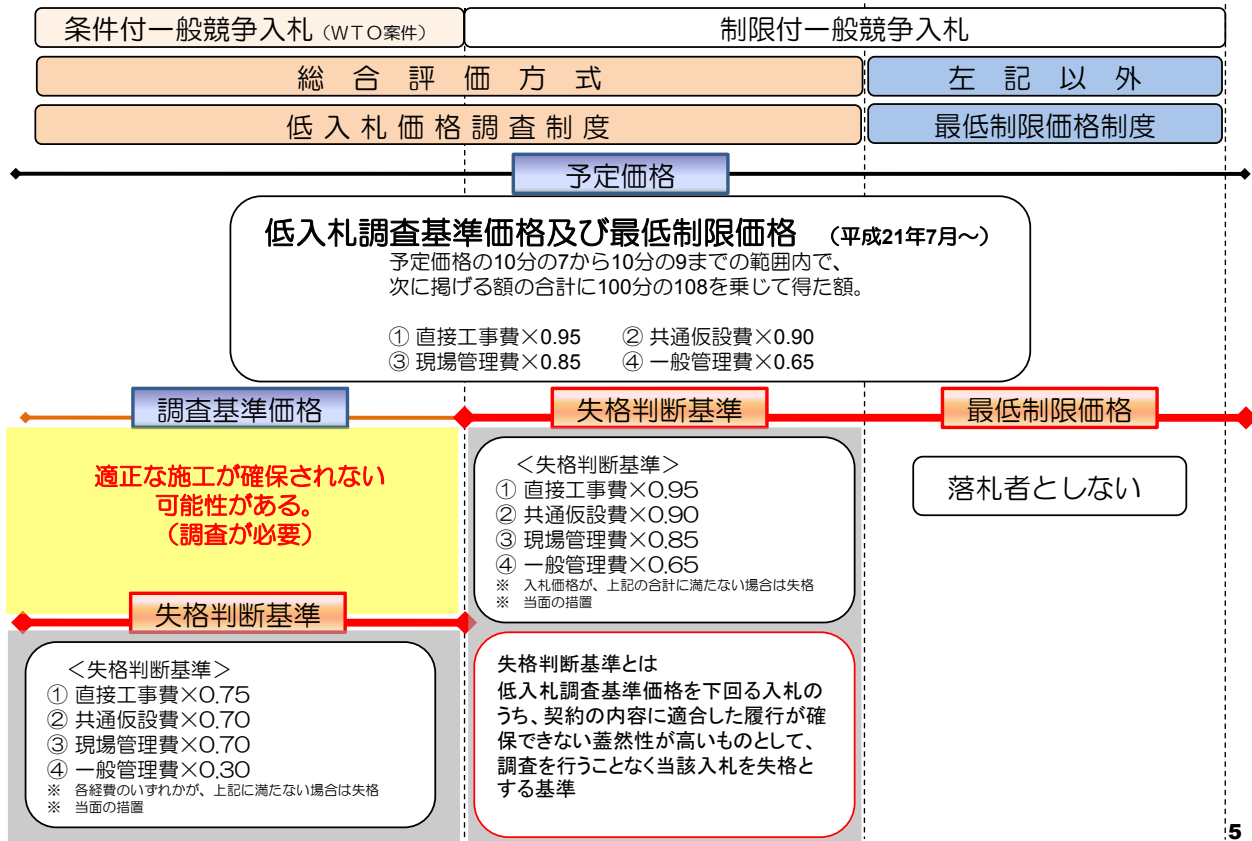 条件付一般競争入札（WTO案件）
制限付一般競争入札
総合評価方式
左記以外
低入札価格調査制度
最低制限価格制度
予定価格
低入札調査基準価格及び最低制限価格 （平成21年7月～）
予定価格の10分の7から10分の9までの範囲内で、
次に掲げる額の合計に100分の108を乗じて得た額。
① 直接工事費×0.95 ② 共通仮設費×0.90
③ 現場管理費×0.85 ④ 一般管理費×0.65
調査基準価格
失格判断基準
最低制限価格
適正な施工が確保されない
可能性がある。
（調査が必要）
＜失格判断基準＞
① 直接工事費×0.95
② 共通仮設費×0.90
③ 現場管理費×0.85
④ 一般管理費×0.65
※ 入札価格が、上記の合計に満たない場合は失格
※ 当面の措置
落札者としない
失格判断基準
＜失格判断基準＞
① 直接工事費×0.75
② 共通仮設費×0.70
③ 現場管理費×0.70
④ 一般管理費×0.30
※ 各経費のいずれかが、上記に満たない場合は失格
※ 当面の措置
失格判断基準とは
低入札調査基準価格を下回る入札の
うち、契約の内容に適合した履行が確
保できない蓋然性が高いものとして、
調査を行うことなく当該入札を失格と
する基準
5